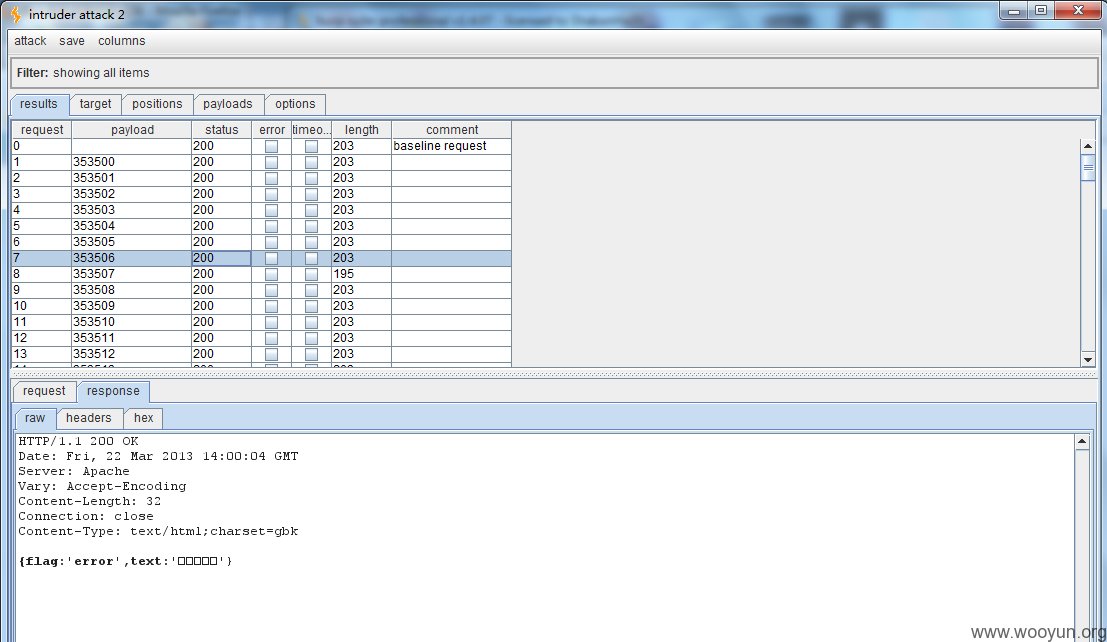 intruder attack 2
attack save columns
Filter: showing all items
results target positions payloads options
request payload status error timeo... length comment
0 200 203 baseline request
1 353500 200 203
2 353501 200 203
3 353502 200 203
4 353503 200 203
5 353504 200 203
6 353505 200 203
7 353506 200 203
8 353507 200 195
9 353508 200 203
10 353509 200 203
11 353510 200 203
12 353511 200 203
13 353512 200 203
request response
raw headers hex
HTTP/1.1 200 OK
Date: Fri, 22 Mar 2013 14:00:04 GMT
Server: Apache
Vary: Accept-Encoding
Content-Length: 32
Connection: close
Content-Type: text/html;charset=gbk
{flag:'error',text:'□□□□□'}
www.wooyun.org